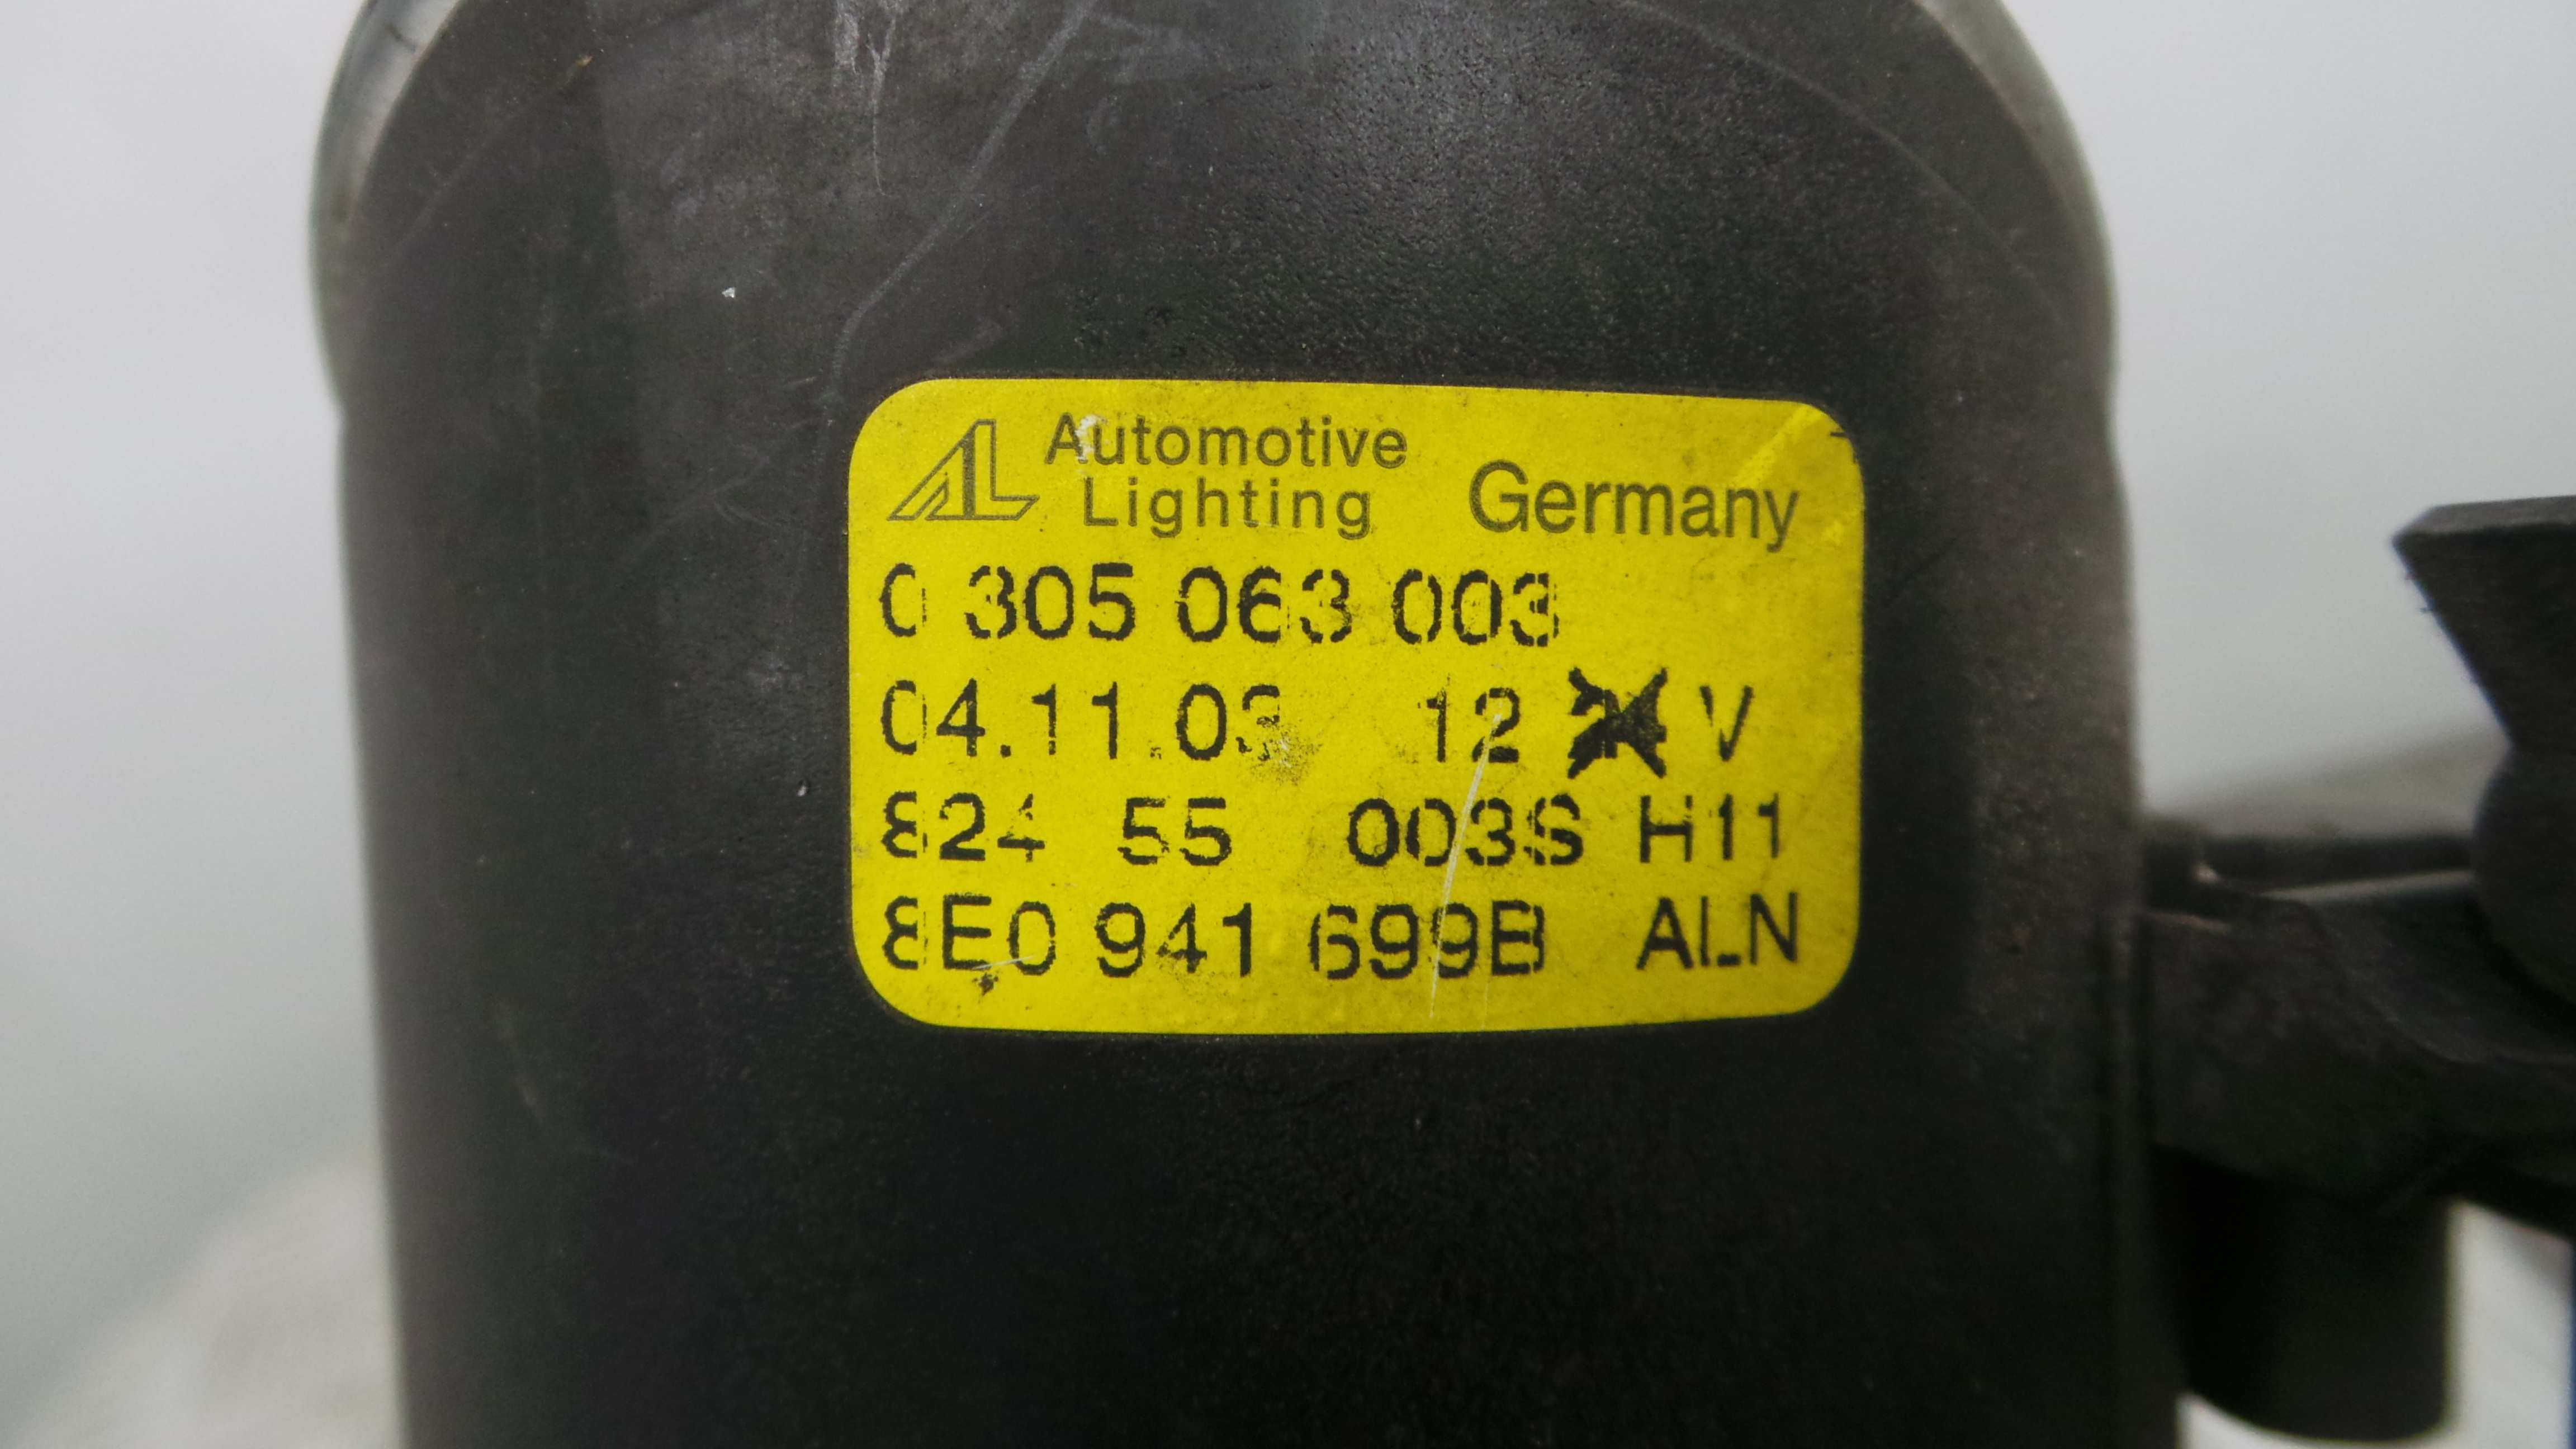 AL Automotive
Lighting Germany
0 305 063 003
04.11.03 12 V
824 55 003S H11
8E0 941 699B ALN